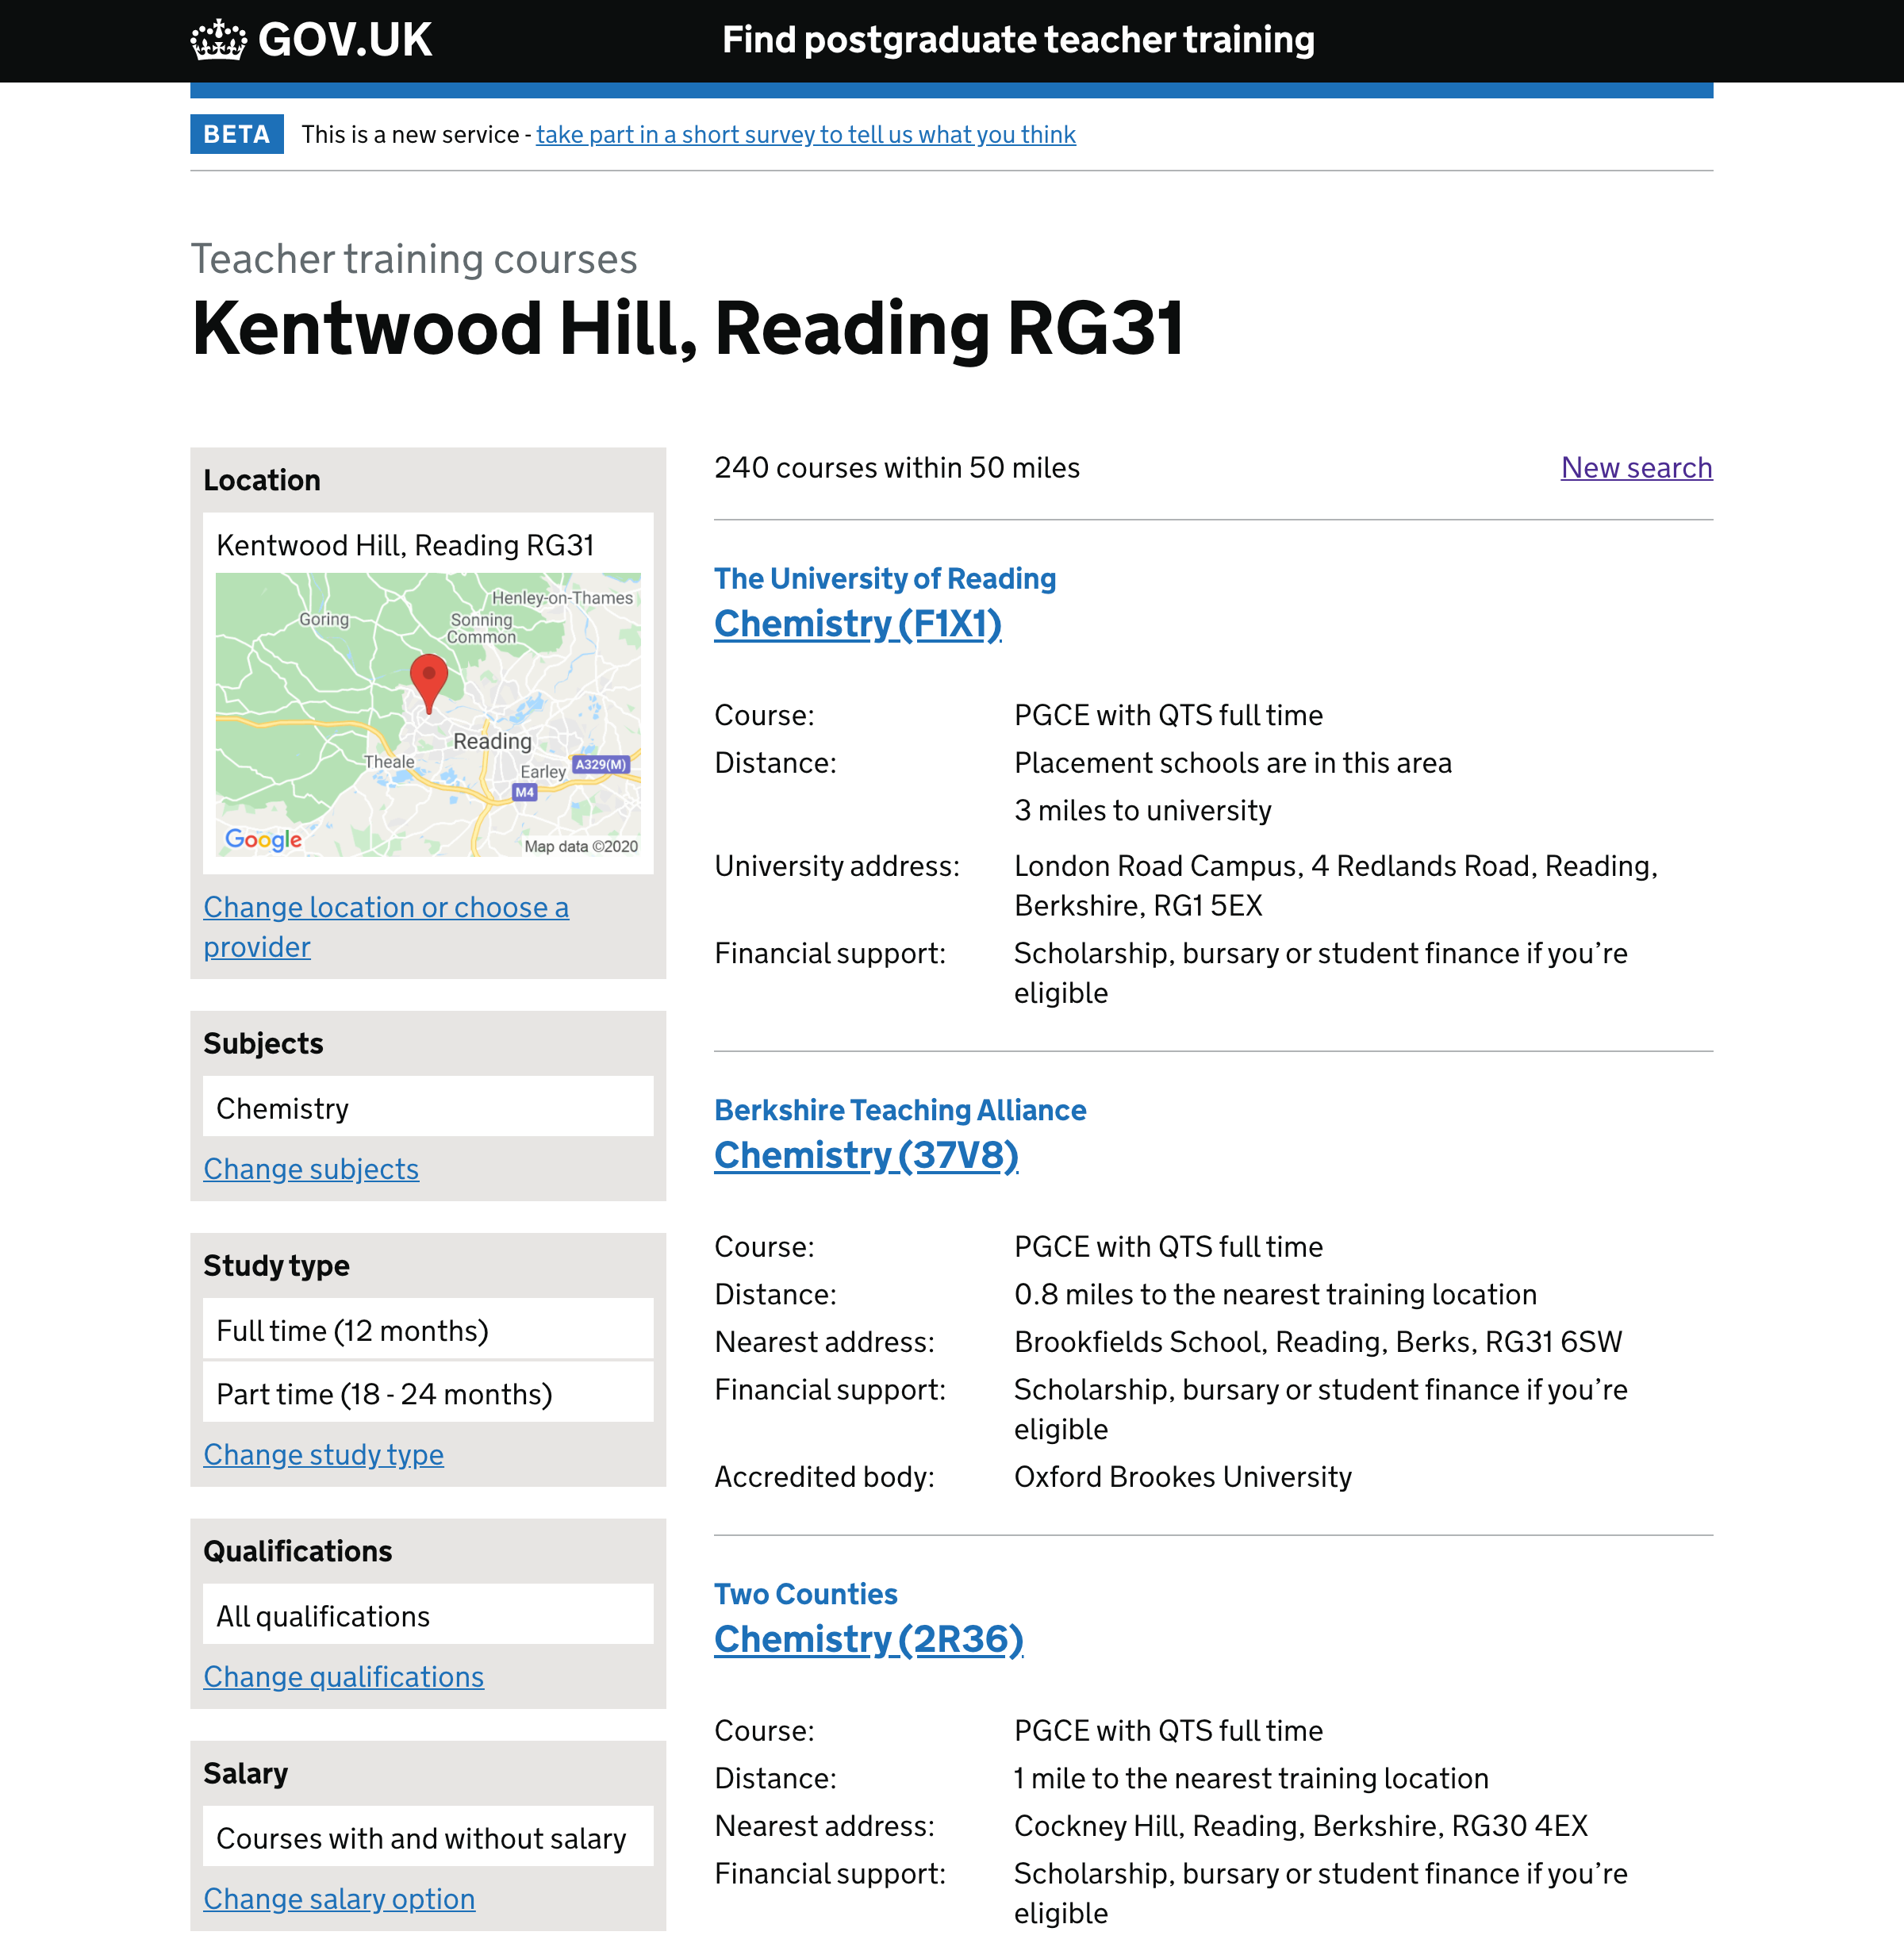 GOV.UK
Find postgraduate teacher training
BETA
This is a new service - take part in a short survey to tell us what you think
Teacher training courses
Kentwood Hill, Reading RG31
Location
Kentwood Hill, Reading RG31
Henley-on-Thames
Goring
Sonning
Common
Reading
Theale
Earley
A329(M)
M4
Google
Map data ©2020
Change location or choose a
provider
Subjects
Chemistry
Change subjects
Study type
Full time (12 months)
Part time (18 - 24 months)
Change study type
Qualifications
All qualifications
Change qualifications
Salary
Courses with and without salary
Change salary option
240 courses within 50 miles
New search
The University of Reading
Chemistry (F1X1)
Course: PGCE with QTS full time
Distance: Placement schools are in this area
3 miles to university
University address: London Road Campus, 4 Redlands Road, Reading,
Berkshire, RG1 5EX
Financial support: Scholarship, bursary or student finance if you’re
eligible
Berkshire Teaching Alliance
Chemistry (37V8)
Course: PGCE with QTS full time
Distance: 0.8 miles to the nearest training location
Nearest address: Brookfields School, Reading, Berks, RG31 6SW
Financial support: Scholarship, bursary or student finance if you’re
eligible
Accredited body: Oxford Brookes University
Two Counties
Chemistry (2R36)
Course: PGCE with QTS full time
Distance: 1 mile to the nearest training location
Nearest address: Cockney Hill, Reading, Berkshire, RG30 4EX
Financial support: Scholarship, bursary or student finance if you’re
eligible